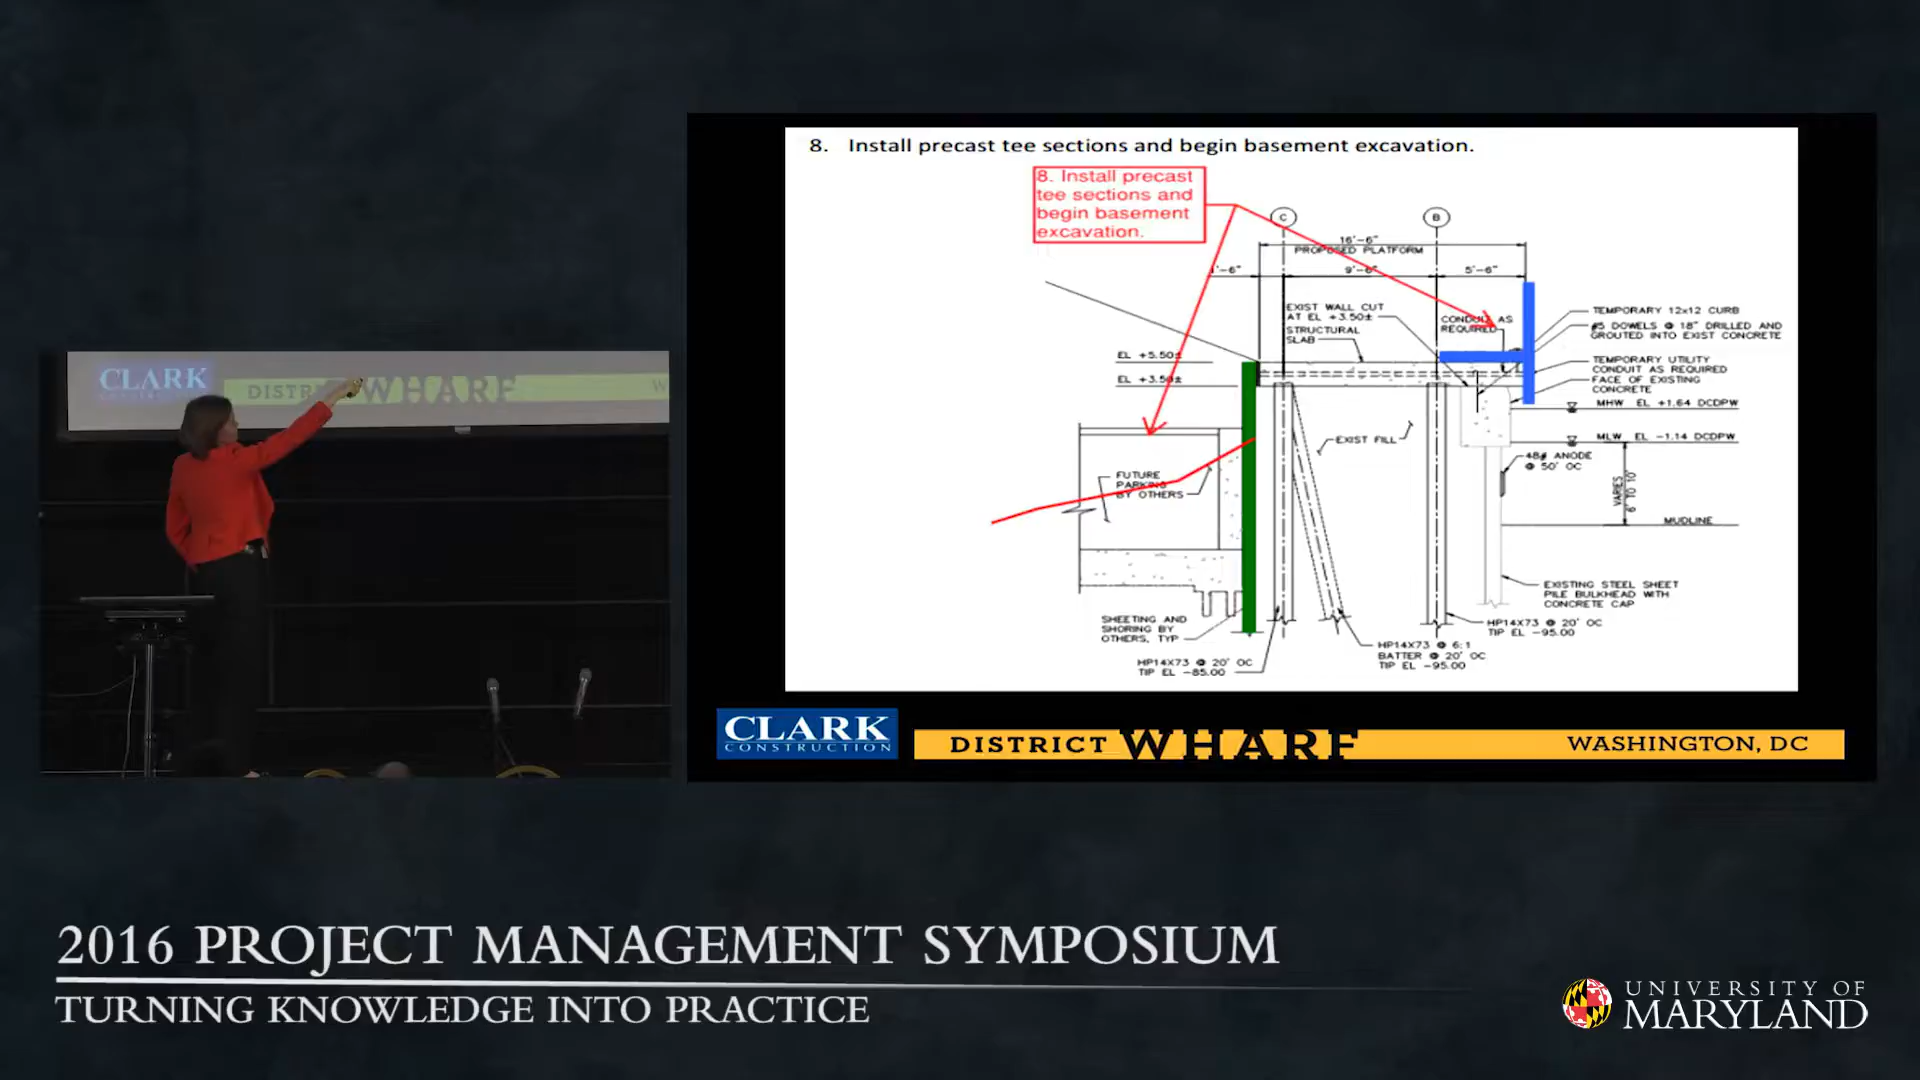 8. Install precast tee sections and begin basement excavation.
8. Install precast
tee sections and
begin basement
excavation.
C
B
16'-6"
PROPOSED PLATFORM
9'-6"
5'-6"
EXIST WALL CUT
AT EL +3.50±
STRUCTURAL
SLAB
CONDUIT AS
REQUIRED
TEMPORARY 12x12 CURB
#5 DOWELS @ 18" DRILLED AND
GROUTED INTO EXIST CONCRETE
TEMPORARY UTILITY
CONDUIT AS REQUIRED
FACE OF EXISTING
CONCRETE
EL +5.50±
EL +3.50±
MHW EL +1.64 DCDPW
MLW EL -1.14 DCDPW
EXIST FILL
48# ANODE
@ 50' OC
VARIES
6' TO 10'
MUDLINE
FUTURE
PARKING
BY OTHERS
EXISTING STEEL SHEET
PILE BULKHEAD WITH
CONCRETE CAP
SHEETING AND
SHORING BY
OTHERS, TYP
HP14X73 @ 20' OC
TIP EL -95.00
HP14X73 @ 6:1
BATTER @ 20' OC
TIP EL -95.00
HP14X73 @ 20' OC
TIP EL -85.00
CLARK
CONSTRUCTION
DISTRICT WHARF
WASHINGTON, DC
CLARK
CONSTRUCTION
DISTRICT WHARF
W
2016 PROJECT MANAGEMENT SYMPOSIUM
TURNING KNOWLEDGE INTO PRACTICE
UNIVERSITY OF
MARYLAND